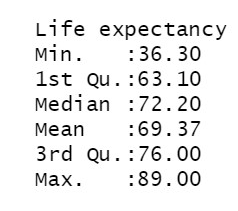 Life expectancy
Min.   :36.30
1st Qu.:63.10
Median :72.20
Mean   :69.37
3rd Qu.:76.00
Max.   :89.00